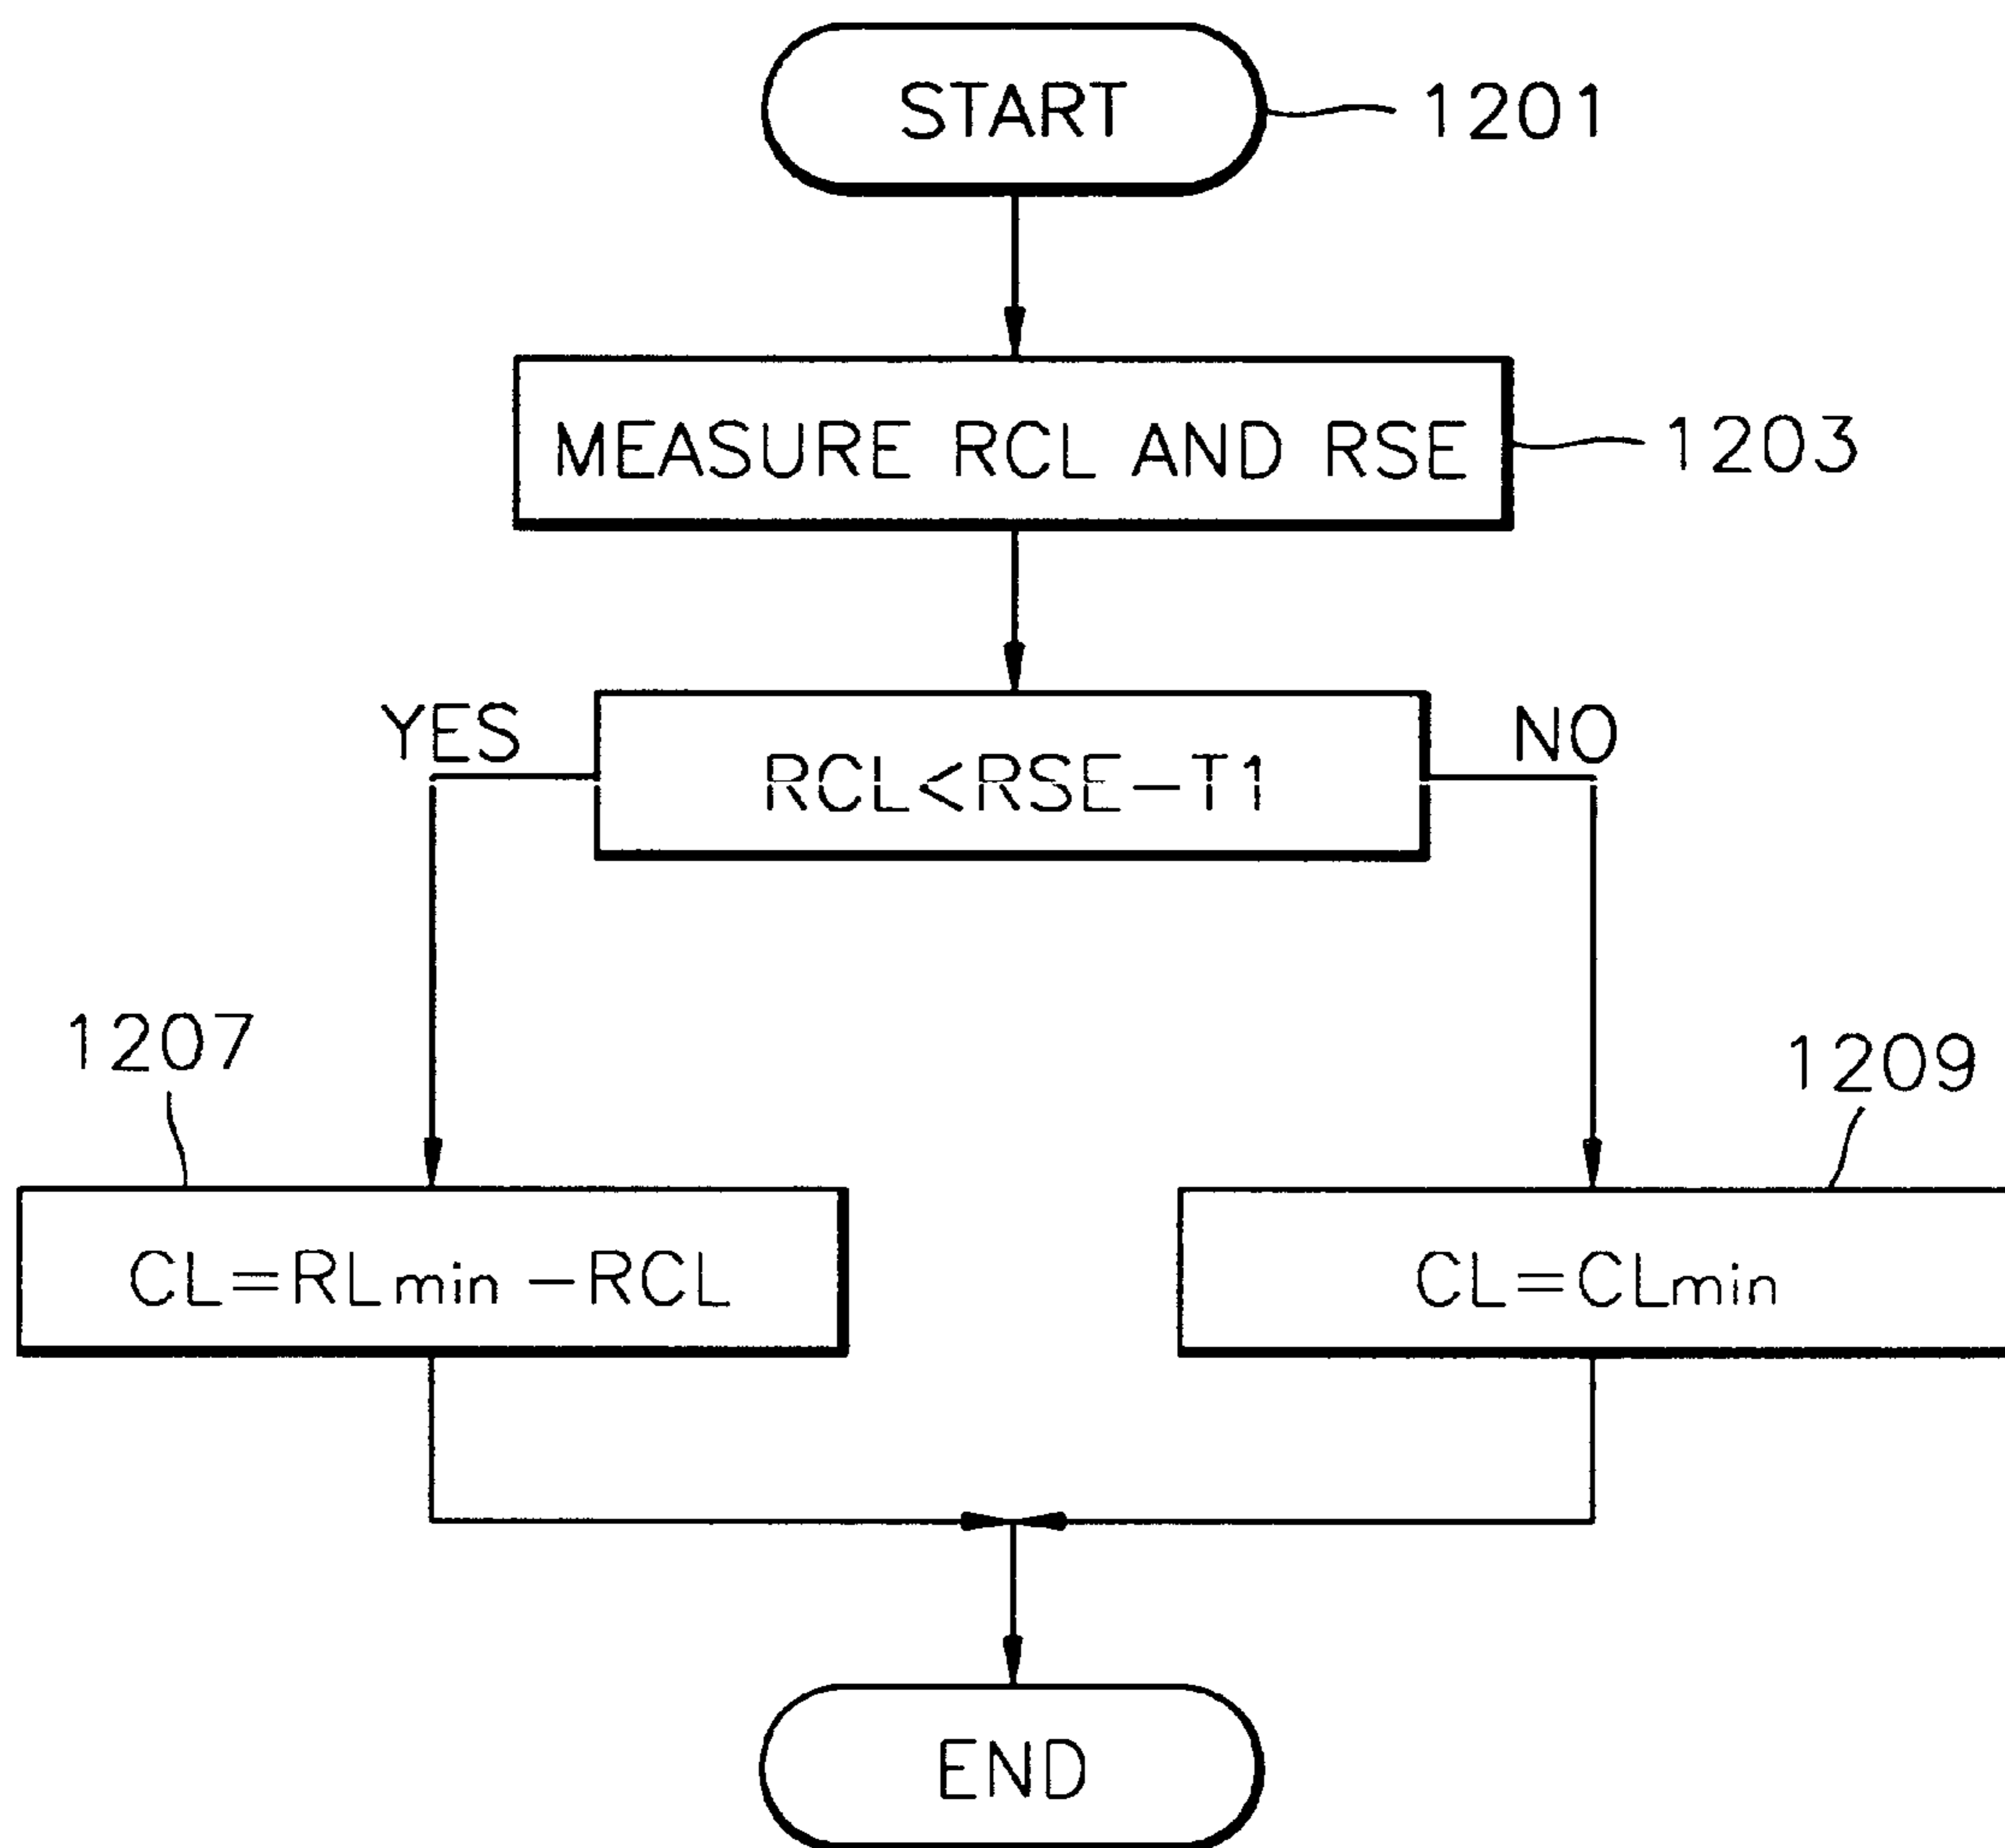 START
1201
MEASURE RCL AND RSE
1203
YES
NO
RCL<RSE-T1
1207
1209
CL=RLmin-RCL
CL=CLmin
END